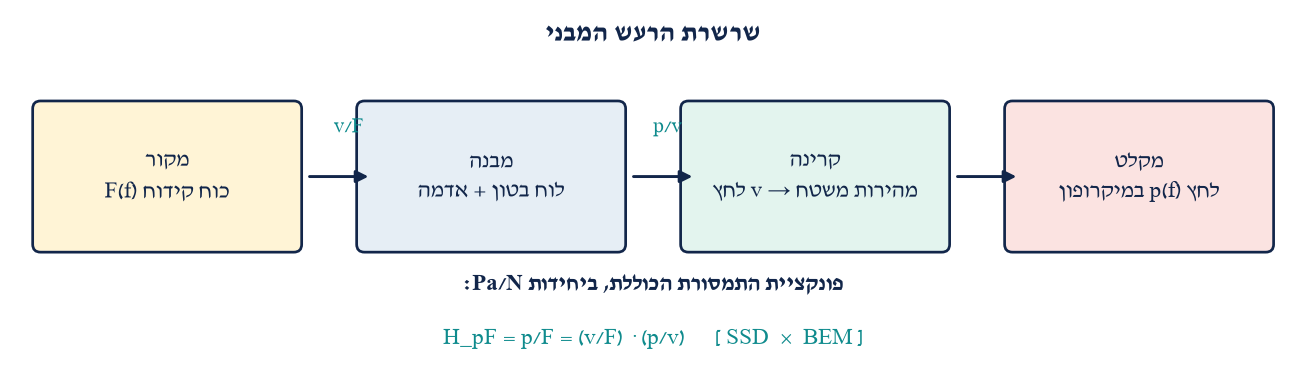 שרשרת הרעש המבני
מקור
כוח קידוח F(f)
v/F
מבנה
לוח בטון + אדמה
p/v
קרינה
מהירות משטח v → לחץ
מקלט
לחץ p(f) במיקרופון
פונקציית התמסורת הכוללת, ביחידות Pa/N:
H_pF = p/F = (v/F) · (p/v) [ SSD × BEM ]